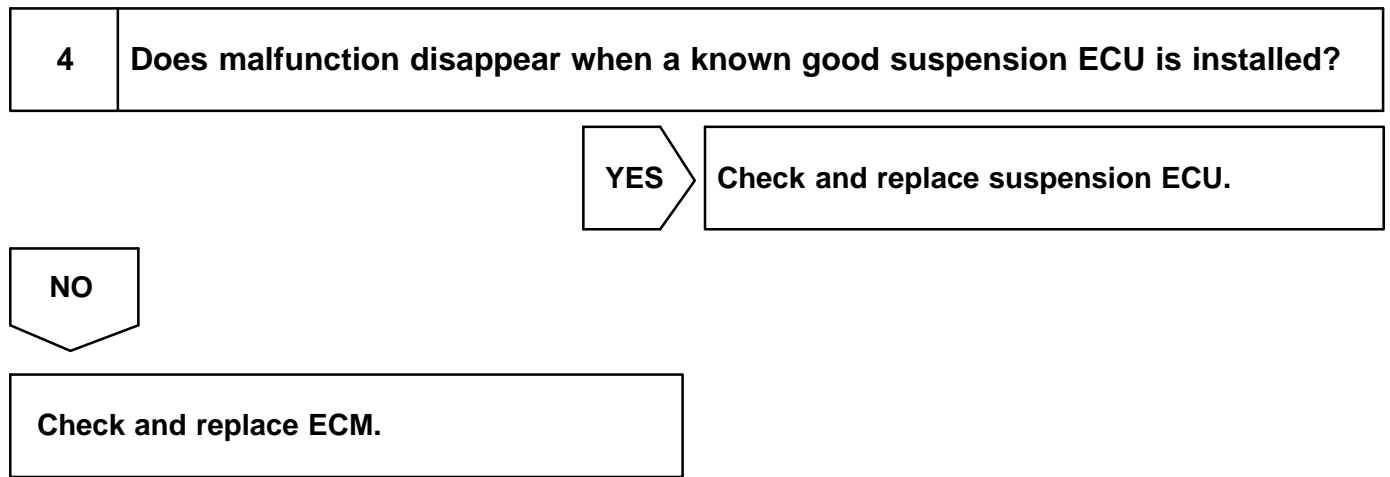 4 Does malfunction disappear when a known good suspension ECU is installed?
YES Check and replace suspension ECU.
NO
Check and replace ECM.